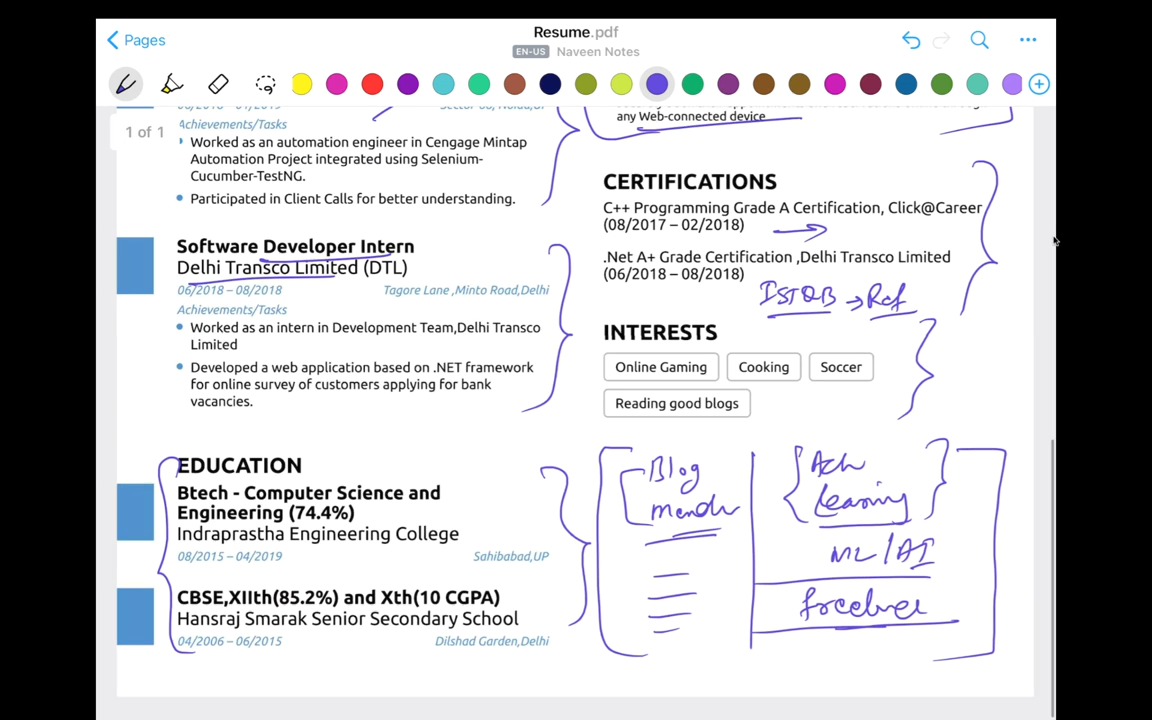 Pages
Resume.pdf
EN-US Naveen Notes
1 of 1
Achievements/Tasks
Worked as an automation engineer in Cengage Mintap
Automation Project integrated using Selenium-
Cucumber-TestNG.
Participated in Client Calls for better understanding.
Software Developer Intern
Delhi Transco Limited (DTL)
06/2018 – 08/2018 Tagore Lane ,Minto Road,Delhi
Achievements/Tasks
Worked as an intern in Development Team,Delhi Transco
Limited
Developed a web application based on .NET framework
for online survey of customers applying for bank
vacancies.
EDUCATION
Btech - Computer Science and
Engineering (74.4%)
Indraprastha Engineering College
08/2015 – 04/2019 Sahibabad,UP
CBSE,XIIth(85.2%) and Xth(10 CGPA)
Hansraj Smarak Senior Secondary School
04/2006 – 06/2015 Dilshad Garden,Delhi
any Web-connected device
CERTIFICATIONS
C++ Programming Grade A Certification, Click@Career
(08/2017 – 02/2018)
.Net A+ Grade Certification ,Delhi Transco Limited
(06/2018 – 08/2018)
ISTQB → Ref
INTERESTS
Online Gaming Cooking Soccer
Reading good blogs
Blog
Ach
Learning
ML/AI